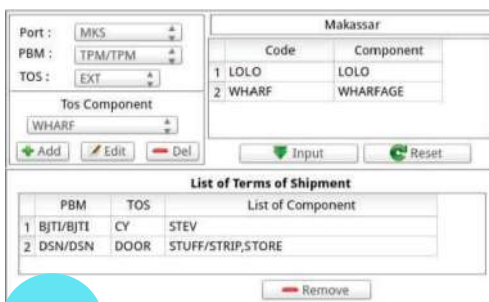 Port :
MKS
PBM :
TPM/TPM
TOS :
EXT
Tos Component
WHARF
Add
Edit
Del
Makassar
Code
Component
1 LOLO LOLO
2 WHARF WHARFAGE
Input
Reset
List of Terms of Shipment
PBM TOS List of Component
1 BJTI/BJTI CY STEV
2 DSN/DSN DOOR STUFF/STRIP,STORE
Remove